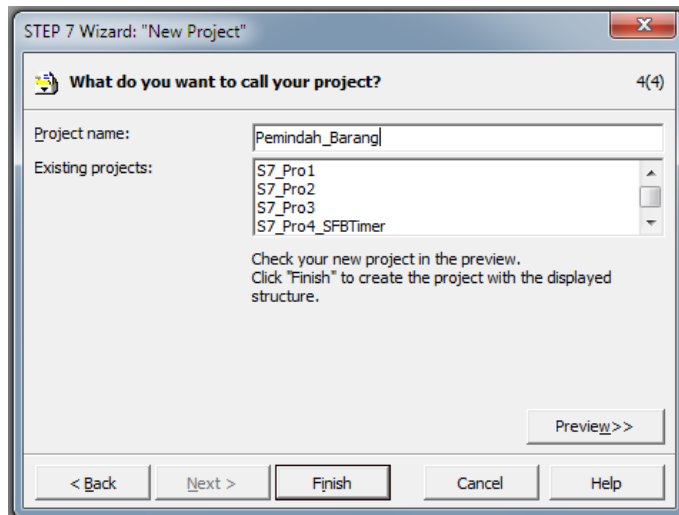 STEP 7 Wizard: "New Project"
What do you want to call your project? 4(4)
Project name: Pemindah_Barang
Existing projects:
S7_Pro1
S7_Pro2
S7_Pro3
S7_Pro4_SFBTimer
Check your new project in the preview.
Click "Finish" to create the project with the displayed
structure.
Preview>>
< Back Next > Finish Cancel Help